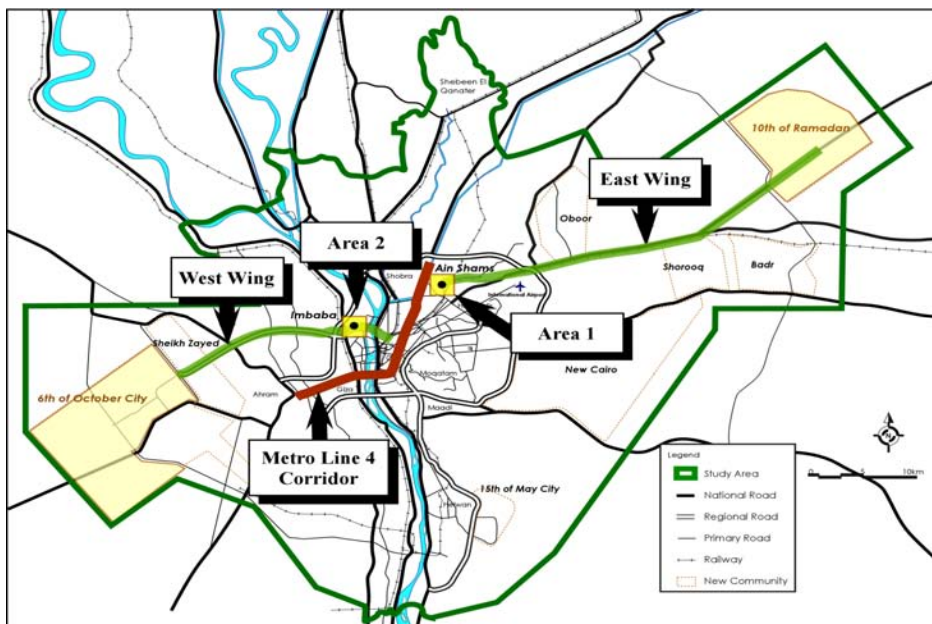 Shebeen El
Qanater
10th of Ramadan
East Wing
Oboor
Area 2
Shobra
Ain Shams
International Airport
Shorooq
Badr
West Wing
Imbaba
Area 1
Sheikh Zayed
New Cairo
Moqatam
6th of October City
Ahram
Giza
Maadi
Metro Line 4
Corridor
15th of May City
Helwan
Legend
Study Area
National Road
Regional Road
Primary Road
Railway
New Community
0 5 10km